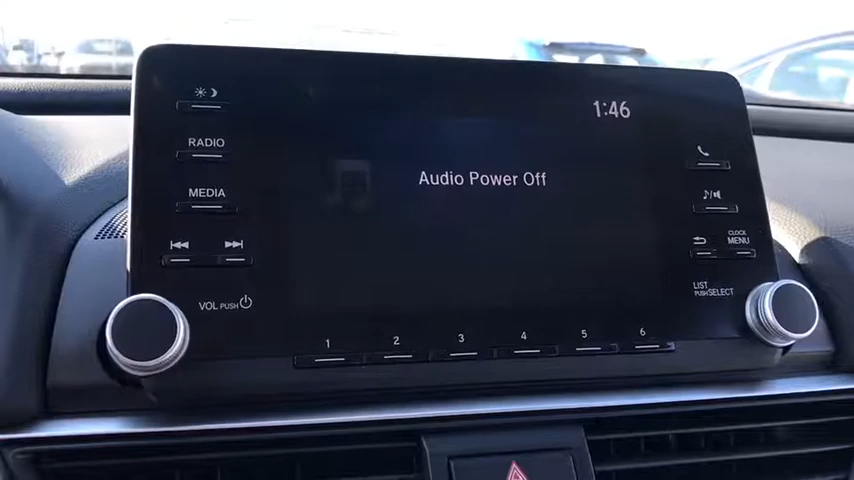 1:46
RADIO
MEDIA
Audio Power Off
CLOCK
MENU
VOL PUSH
LIST
PUSH SELECT
1 2 3 4 5 6